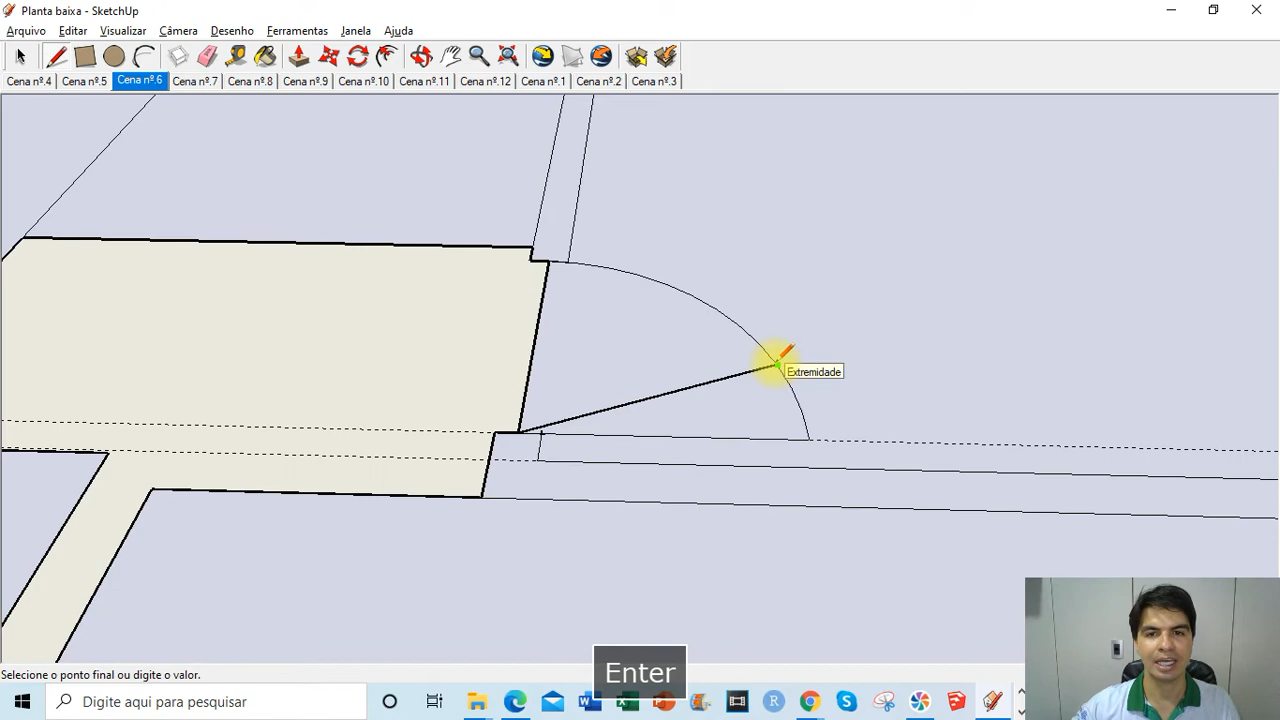 Planta baixa - SketchUp
Arquivo Editar Visualizar Câmera Desenho Ferramentas Janela Ajuda
Cena nº.4 Cena nº.5 Cena nº.6 Cena nº.7 Cena nº.8 Cena nº.9 Cena nº.10 Cena nº.11 Cena nº.12 Cena nº.1 Cena nº.2 Cena nº.3
Extremidade
Enter
Selecione o ponto final ou digite o valor.
Digite aqui para pesquisar